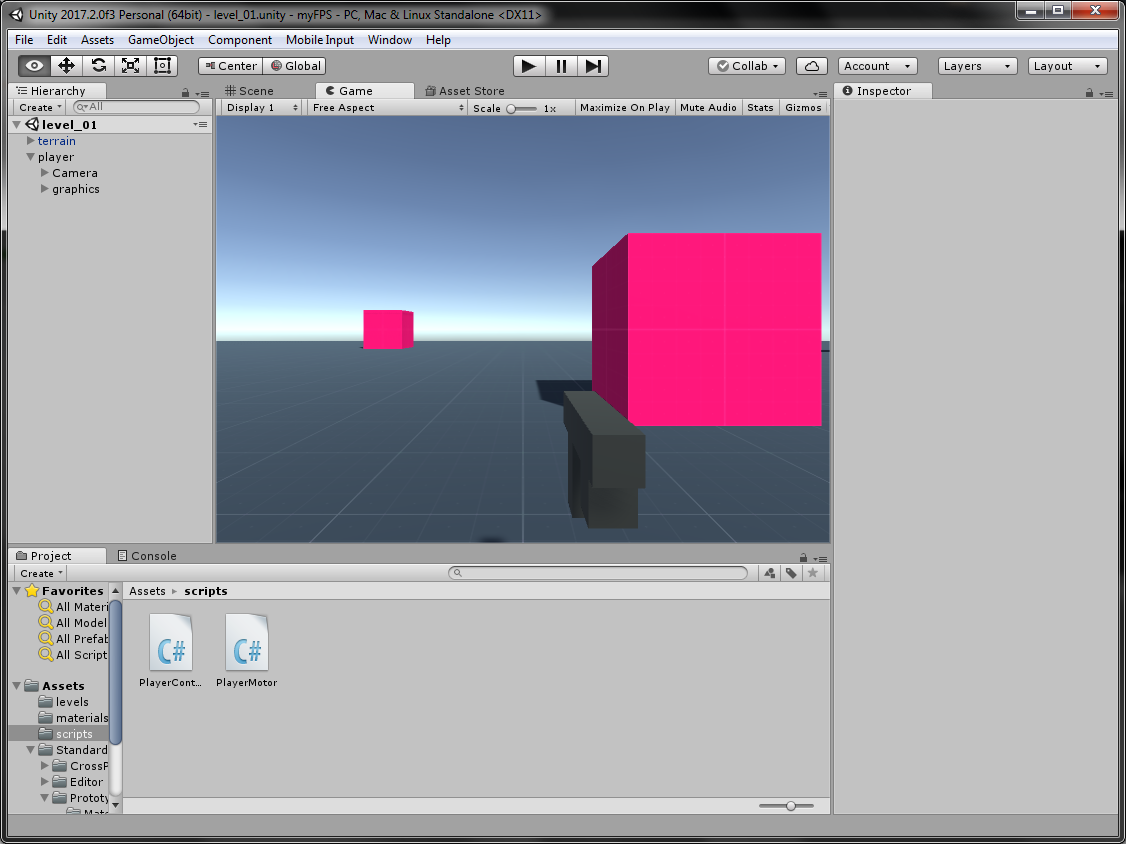 Unity 2017.2.0f3 Personal (64bit) - level_01.unity - myFPS - PC, Mac & Linux Standalone <DX11>
File Edit Assets GameObject Component Mobile Input Window Help
Center Global Collab Account Layers Layout
Hierarchy Scene Game Asset Store Inspector
Create All Display 1 Free Aspect Scale 1x Maximize On Play Mute Audio Stats Gizmos
level_01
terrain
player
Camera
graphics
Project Console
Create
Favorites Assets scripts
All Materi
All Model
All Prefab
All Script
C# C#
PlayerCont... PlayerMotor
Assets
levels
materials
scripts
Standard
CrossP
Editor
Prototy
Mate